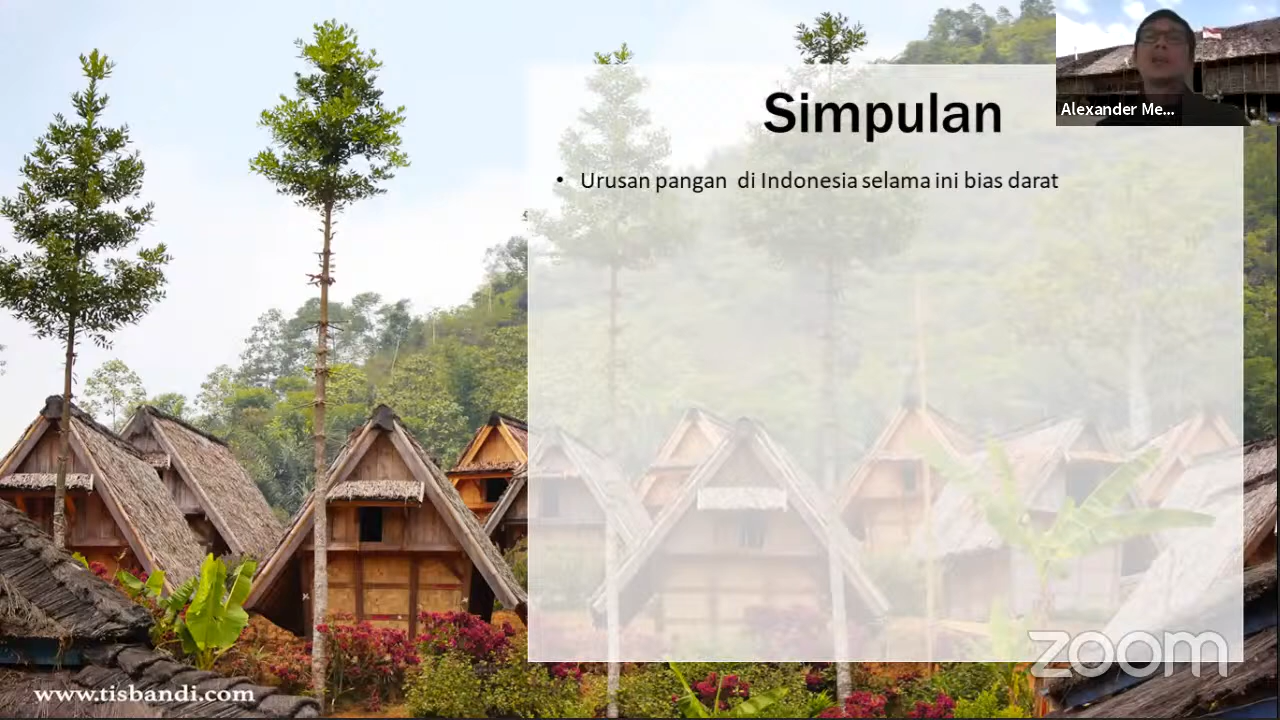 Simpulan
Alexander Me...
• Urusan pangan di Indonesia selama ini bias darat
zoom
www.tisbandi.com